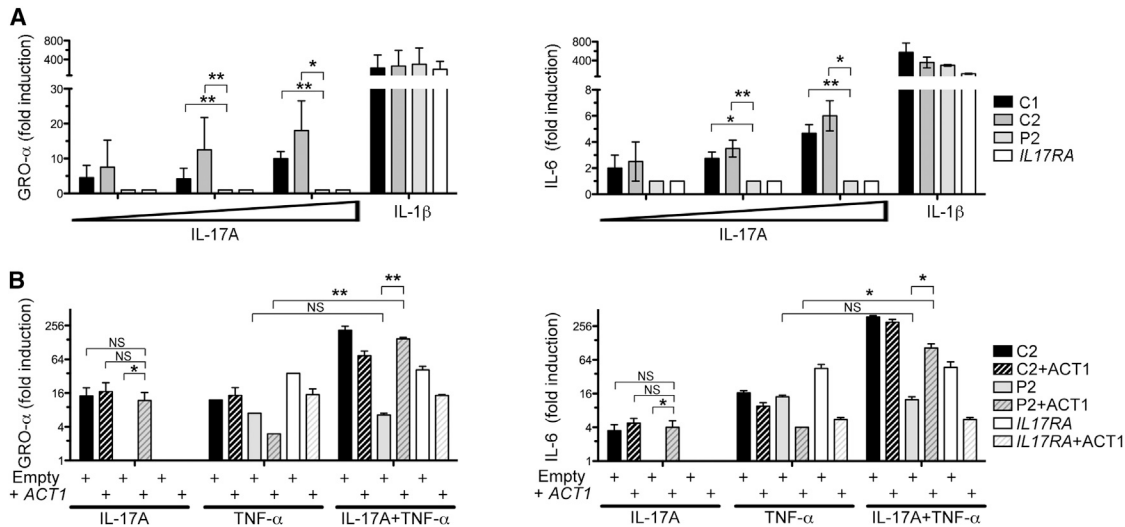 A
GRO-α (fold induction)
800
400
30
20
10
0
** ** * **
IL-17A
IL-1β
IL-6 (fold induction)
800
400
8
6
4
2
0
* ** ** *
IL-17A
IL-1β
C1
C2
P2
IL17RA
B
GRO-α (fold induction)
256
64
16
4
1
NS
NS
*
**
NS
**
Empty + + + + + + + + +
+ ACT1 + + + + + + + + +
IL-17A TNF-α IL-17A+TNF-α
IL-6 (fold induction)
256
64
16
4
1
NS
NS
*
*
NS
*
Empty + + + + + + + + +
+ ACT1 + + + + + + + + +
IL-17A TNF-α IL-17A+TNF-α
C2
C2+ACT1
P2
P2+ACT1
IL17RA
IL17RA+ACT1